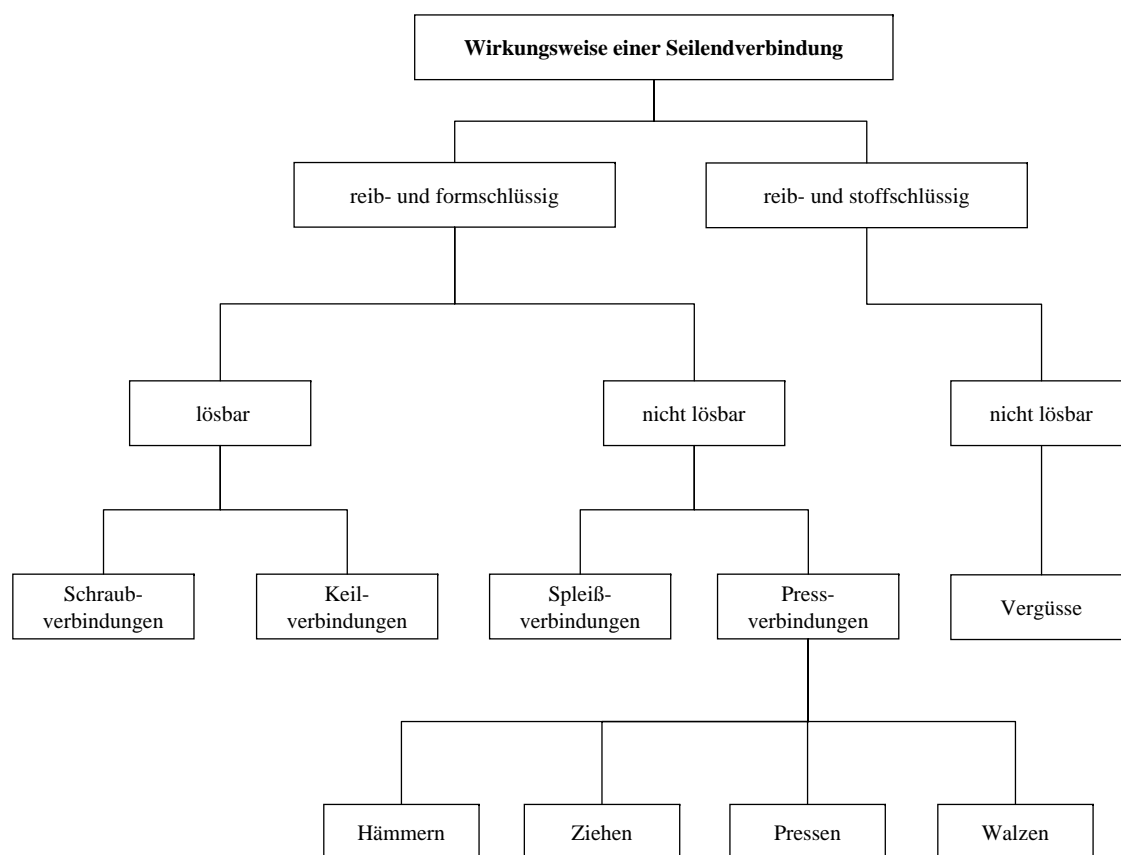 Wirkungsweise einer Seilendverbindung
reib- und formschlüssig
reib- und stoffschlüssig
lösbar
nicht lösbar
nicht lösbar
Schraub-
verbindungen
Keil-
verbindungen
Spleiß-
verbindungen
Press-
verbindungen
Vergüsse
Hämmern
Ziehen
Pressen
Walzen